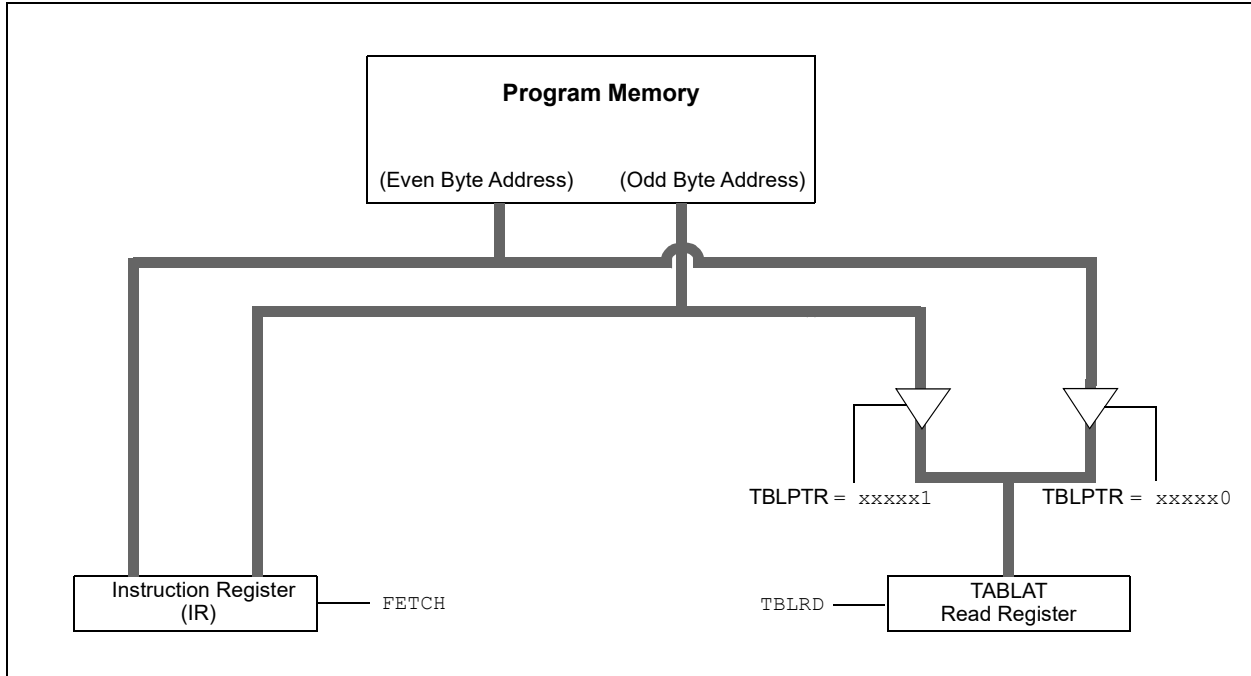 Program Memory
(Even Byte Address) (Odd Byte Address)
TBLPTR = xxxxx1
TBLPTR = xxxxx0
Instruction Register
(IR)
FETCH
TBLRD
TABLAT
Read Register